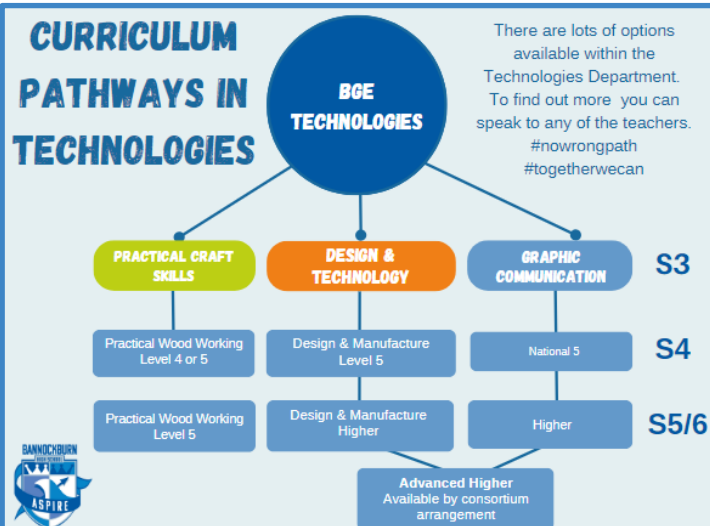 CURRICULUM
PATHWAYS IN
TECHNOLOGIES
BGE
TECHNOLOGIES
There are lots of options
available within the
Technologies Department.
To find out more you can
speak to any of the teachers.
#nowrongpath
#togetherwecan
PRACTICAL CRAFT
SKILLS
DESIGN &
TECHNOLOGY
GRAPHIC
COMMUNICATION
S3
Practical Wood Working
Level 4 or 5
Design & Manufacture
Level 5
National 5
S4
Practical Wood Working
Level 5
Design & Manufacture
Higher
Higher
S5/6
Advanced Higher
Available by consortium
arrangement
BANNOCKBURN
HIGH SCHOOL
ASPIRE